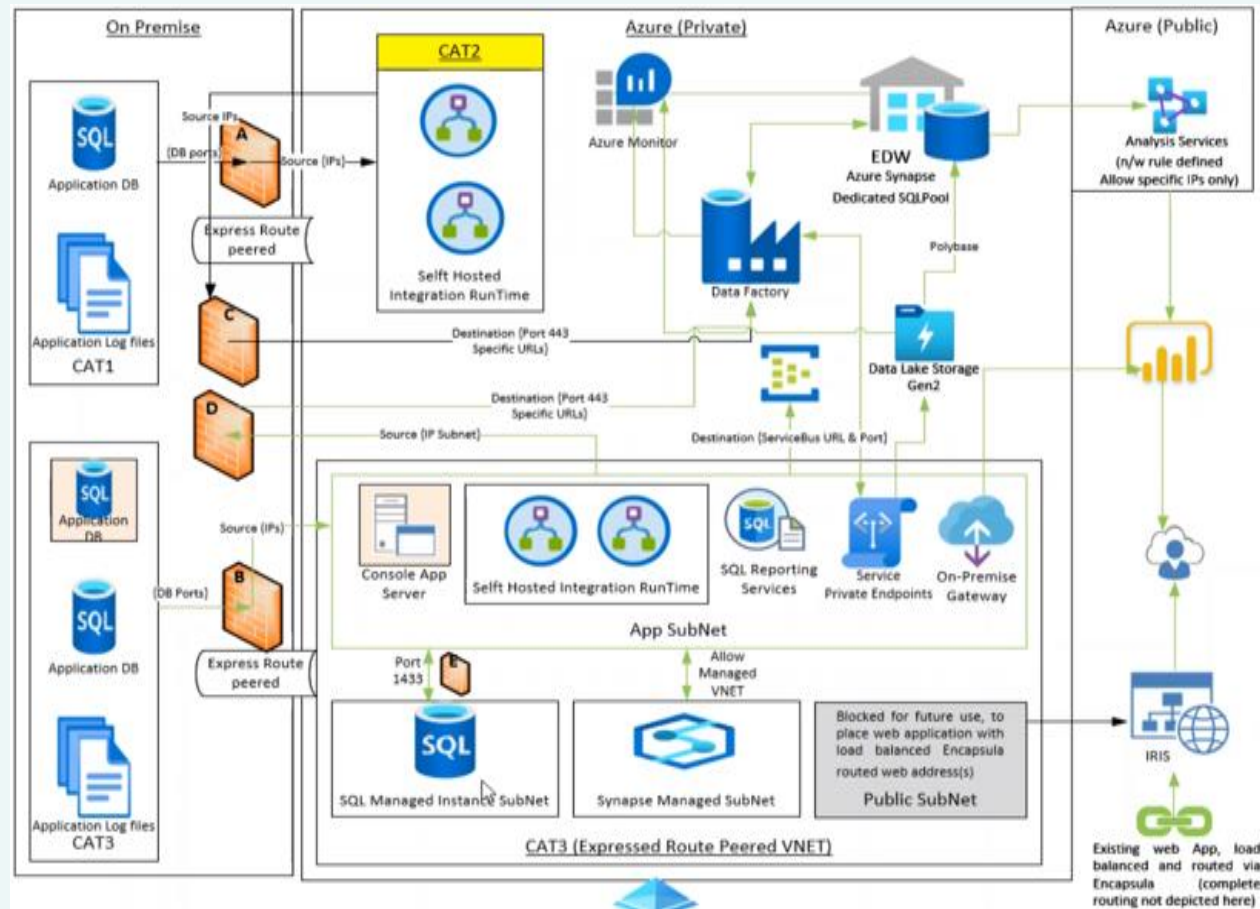 On Premise
SQL
Application DB
Application Log files
CAT1
SQL
Application
DB
SQL
Application DB
Application Log files
CAT3
Source IPs
(DB ports)
A
Source (IPs)
Express Route
peered
C
D
Source (IPs)
(DB Ports)
B
Express Route
peered
Azure (Private)
CAT2
Selft Hosted
Integration RunTime
Azure Monitor
EDW
Azure Synapse
Dedicated SQLPool
Data Factory
Polybase
Data Lake Storage
Gen2
Destination (Port 443
Specific URLs)
Destination (Port 443
Specific URLs)
Source (IP Subnet)
Destination (ServiceBus URL & Port)
Console App
Server
Selft Hosted Integration RunTime
SQL
SQL Reporting
Services
Service
Private Endpoints
On-Premise
Gateway
App SubNet
Port
1433
E
Allow
Managed
VNET
SQL
SQL Managed Instance SubNet
Synapse Managed SubNet
Blocked for future use, to
place web application with
load balanced Encapsula
routed web address(s)
Public SubNet
CAT3 (Expressed Route Peered VNET)
Azure (Public)
Analysis Services
(n/w rule defined
Allow specific IPs only)
IRIS
Existing web App, load
balanced and routed via
Encapsula (complete
routing not depicted here)